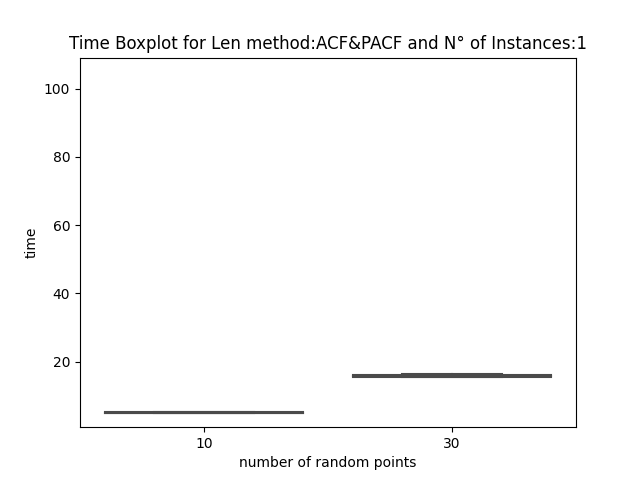 Time Boxplot for Len method:ACF&PACF and N° of Instances:1
100
80
60
40
20
time
10
30
number of random points